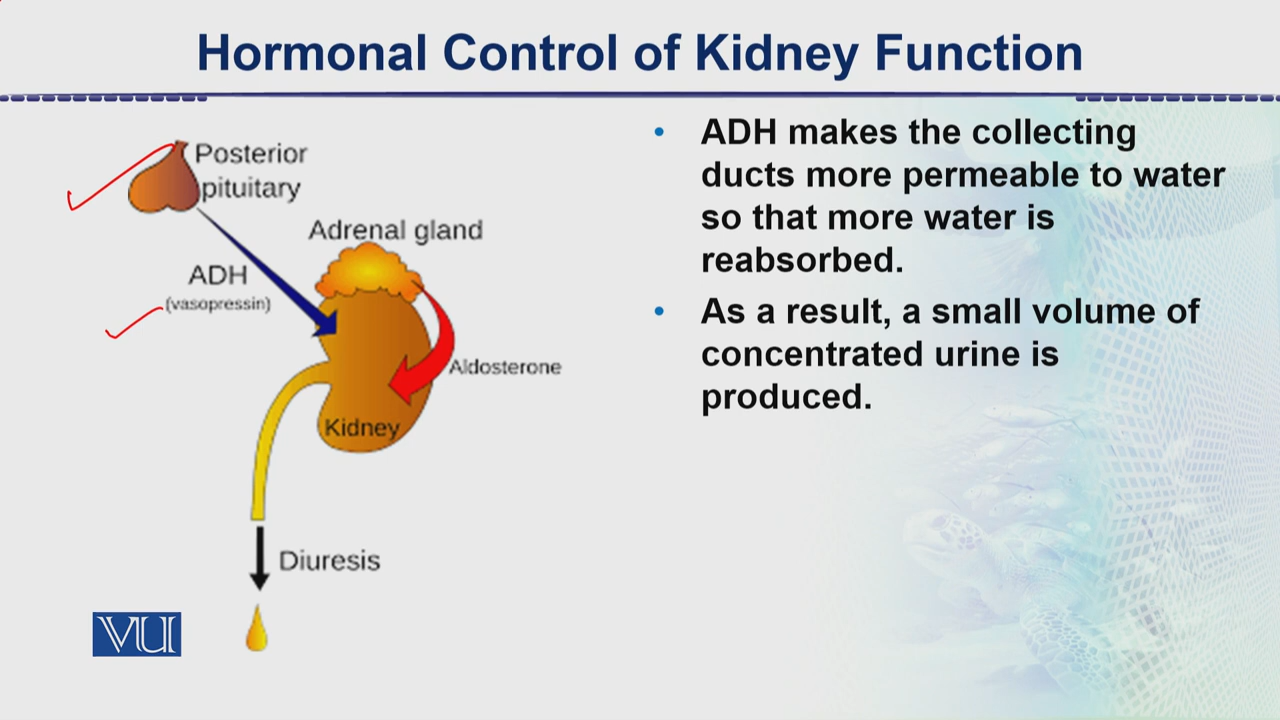 Hormonal Control of Kidney Function
Posterior
pituitary
Adrenal gland
ADH
(vasopressin)
Aldosterone
Kidney
Diuresis
VU
• ADH makes the collecting
ducts more permeable to water
so that more water is
reabsorbed.
• As a result, a small volume of
concentrated urine is
produced.